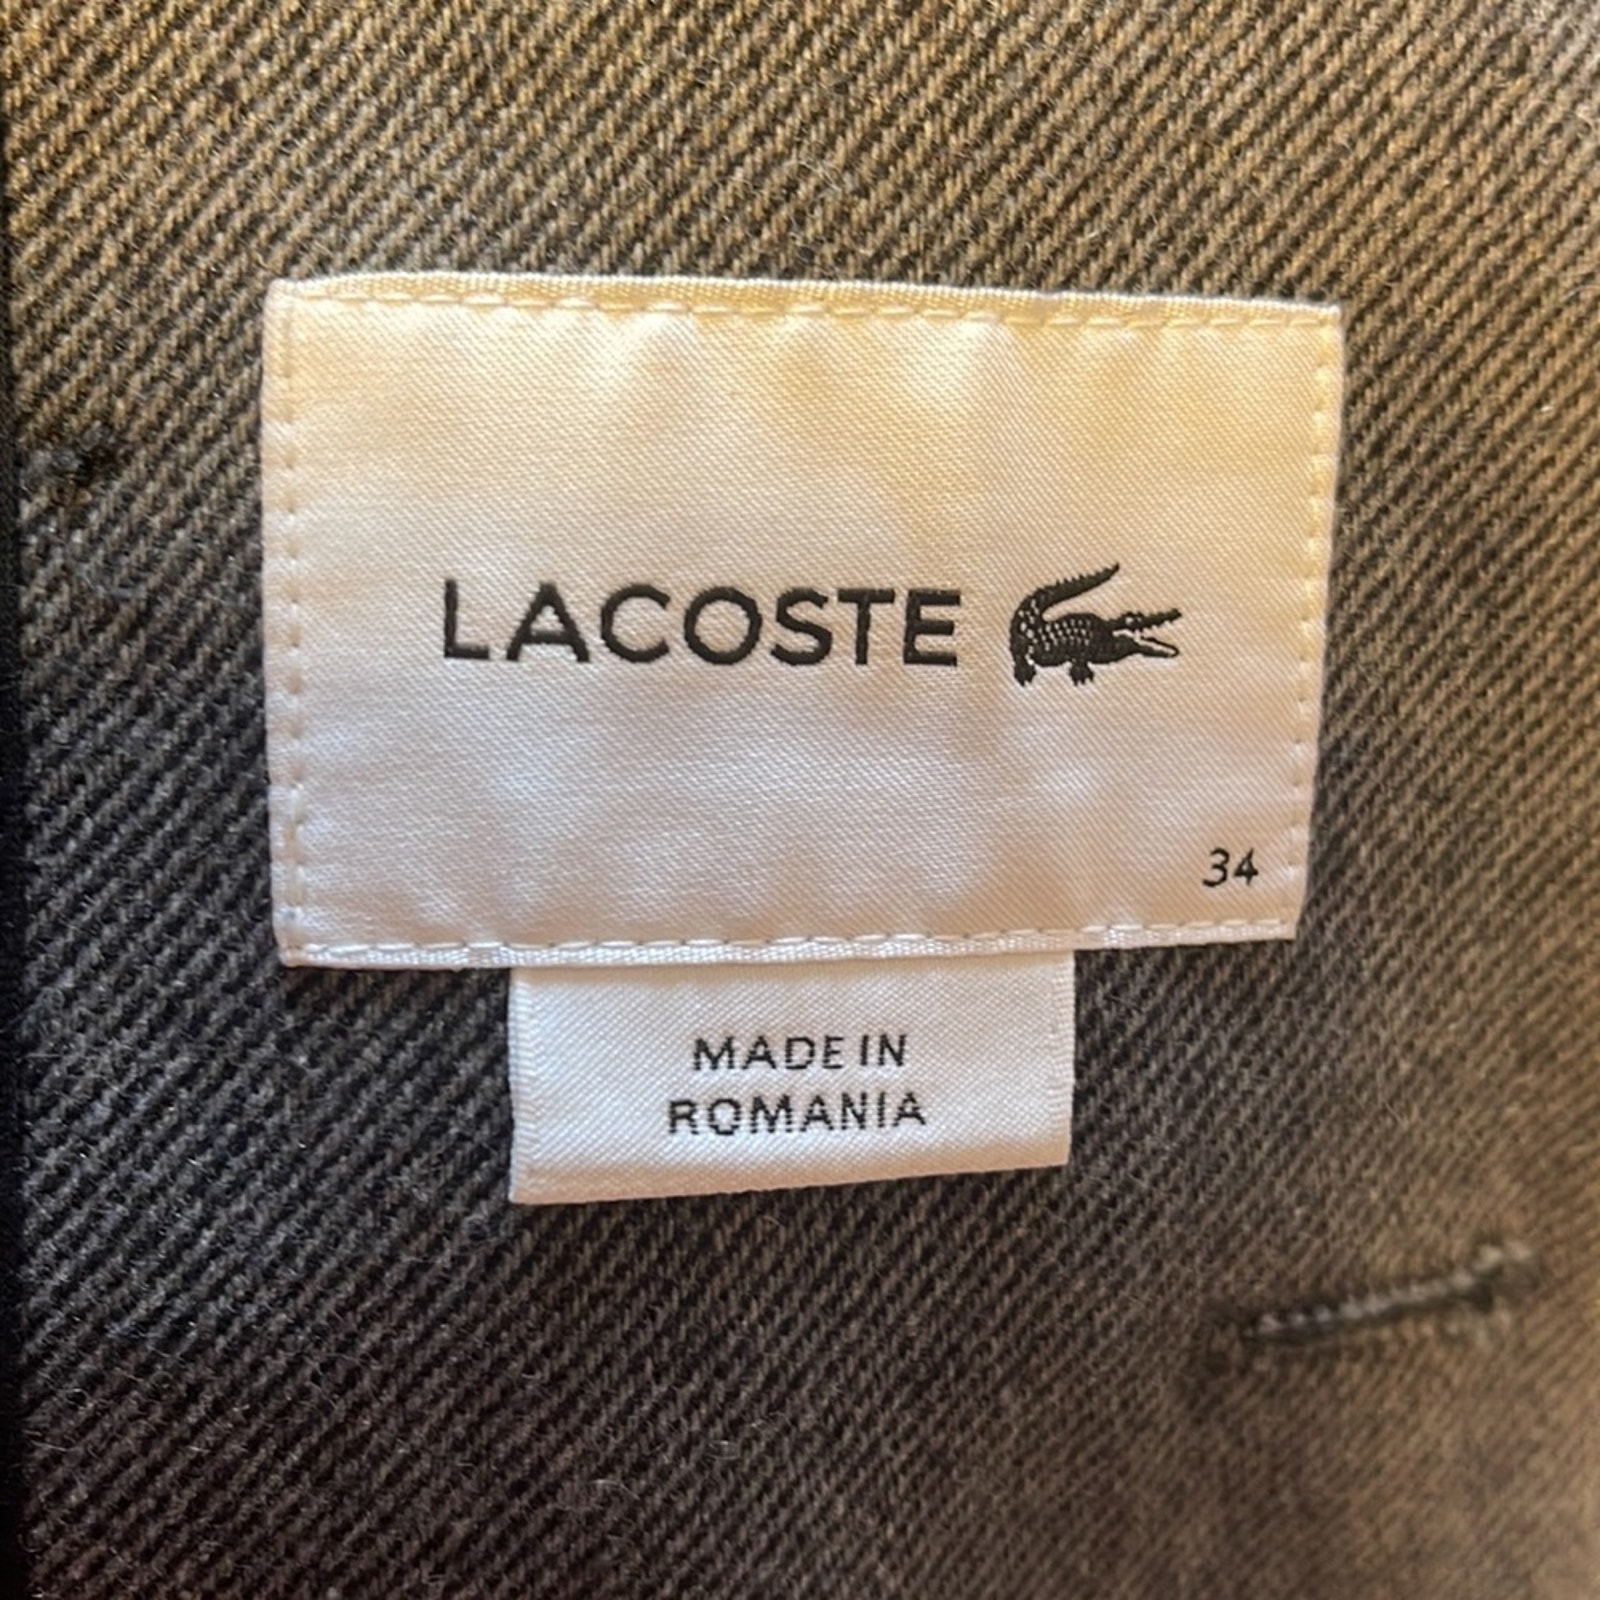 LACOSTE
34
MADE IN
ROMANIA